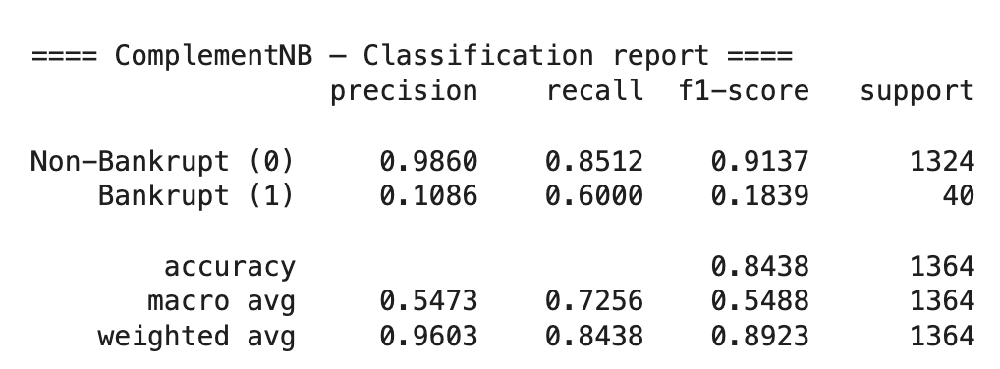 ==== ComplementNB — Classification report ====
precision recall f1-score support
Non-Bankrupt (0) 0.9860 0.8512 0.9137 1324
Bankrupt (1) 0.1086 0.6000 0.1839 40
accuracy 0.8438 1364
macro avg 0.5473 0.7256 0.5488 1364
weighted avg 0.9603 0.8438 0.8923 1364